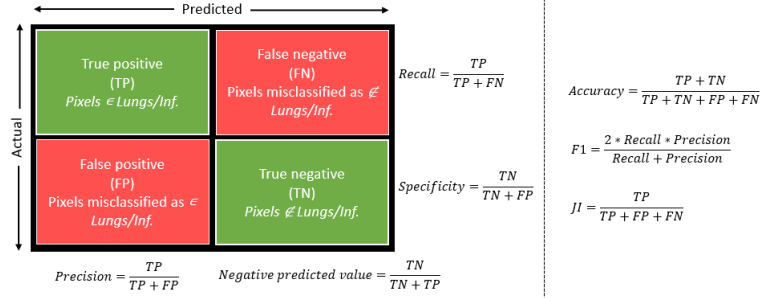 Predicted
Actual
True positive
(TP)
Pixels ∈Lungs/Inf.
False negative
(FN)
Pixels misclassified as ∉
Lungs/Inf.
Recall = TP / TP + FN
False positive
(FP)
Pixels misclassified as ∈
Lungs/Inf.
True negative
(TN)
Pixels ∉Lungs/Inf.
Specificity = TN / TN + FP
Precision = TP / TP + FP
Negative predicted value = TN / TN + TP
Accuracy = TP + TN / TP + TN + FP + FN
F1 = 2 * Recall * Precision / Recall + Precision
JI = TP / TP + FP + FN